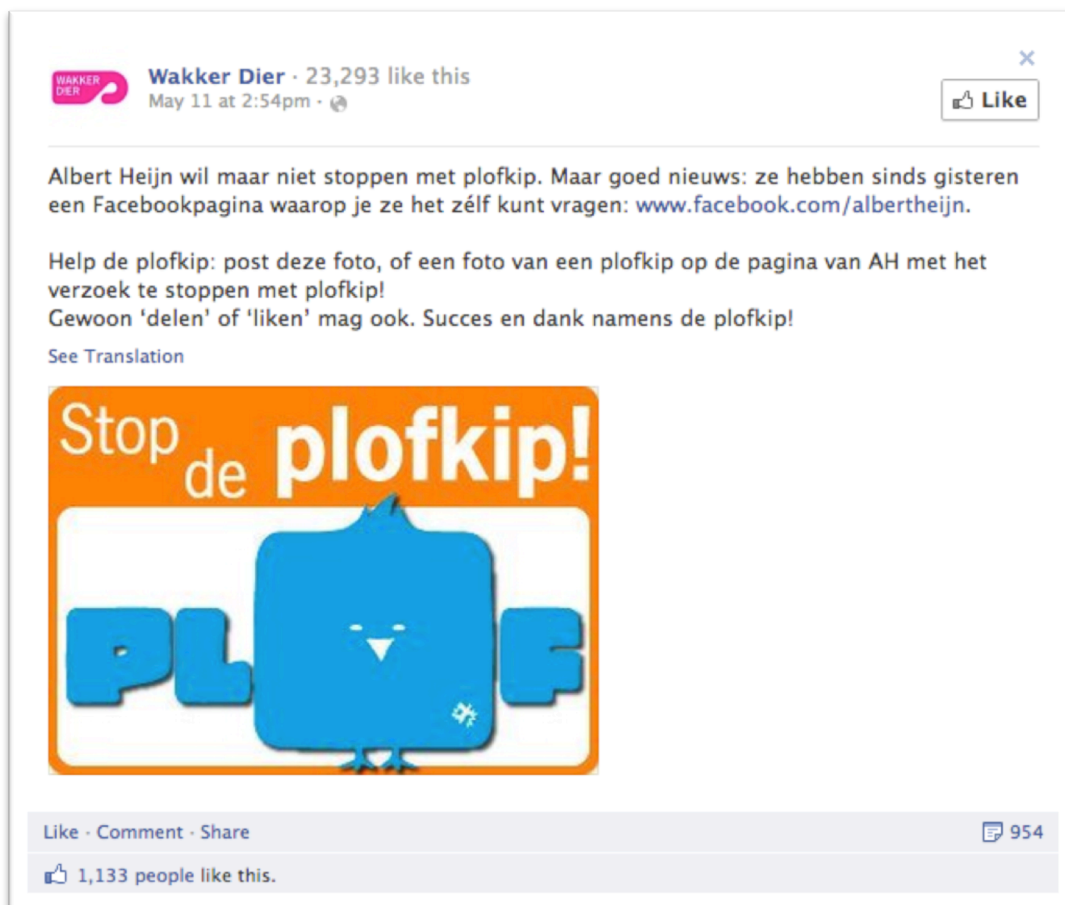 WAKKER
DIER
Wakker Dier · 23,293 like this
May 11 at 2:54pm ·
Like
Albert Heijn wil maar niet stoppen met plofkip. Maar goed nieuws: ze hebben sinds gisteren
een Facebookpagina waarop je ze het zélf kunt vragen: www.facebook.com/albertheijn.
Help de plofkip: post deze foto, of een foto van een plofkip op de pagina van AH met het
verzoek te stoppen met plofkip!
Gewoon ‘delen’ of ‘liken’ mag ook. Succes en dank namens de plofkip!
See Translation
Stop de plofkip!
PL F
Like · Comment · Share
954
1,133 people like this.